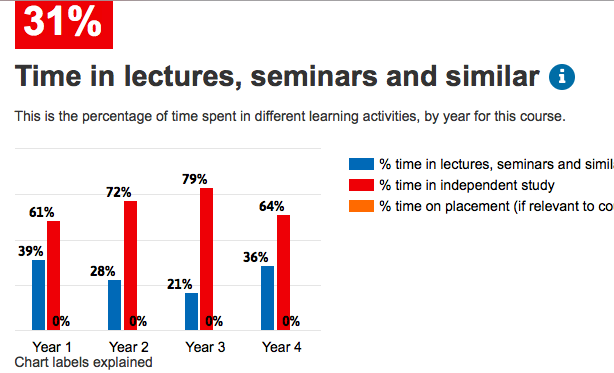 31%
Time in lectures, seminars and similar i
This is the percentage of time spent in different learning activities, by year for this course.
% time in lectures, seminars and simil
% time in independent study
% time on placement (if relevant to co
61%
39%
0%
72%
28%
0%
79%
21%
0%
64%
36%
0%
Year 1 Year 2 Year 3 Year 4
Chart labels explained